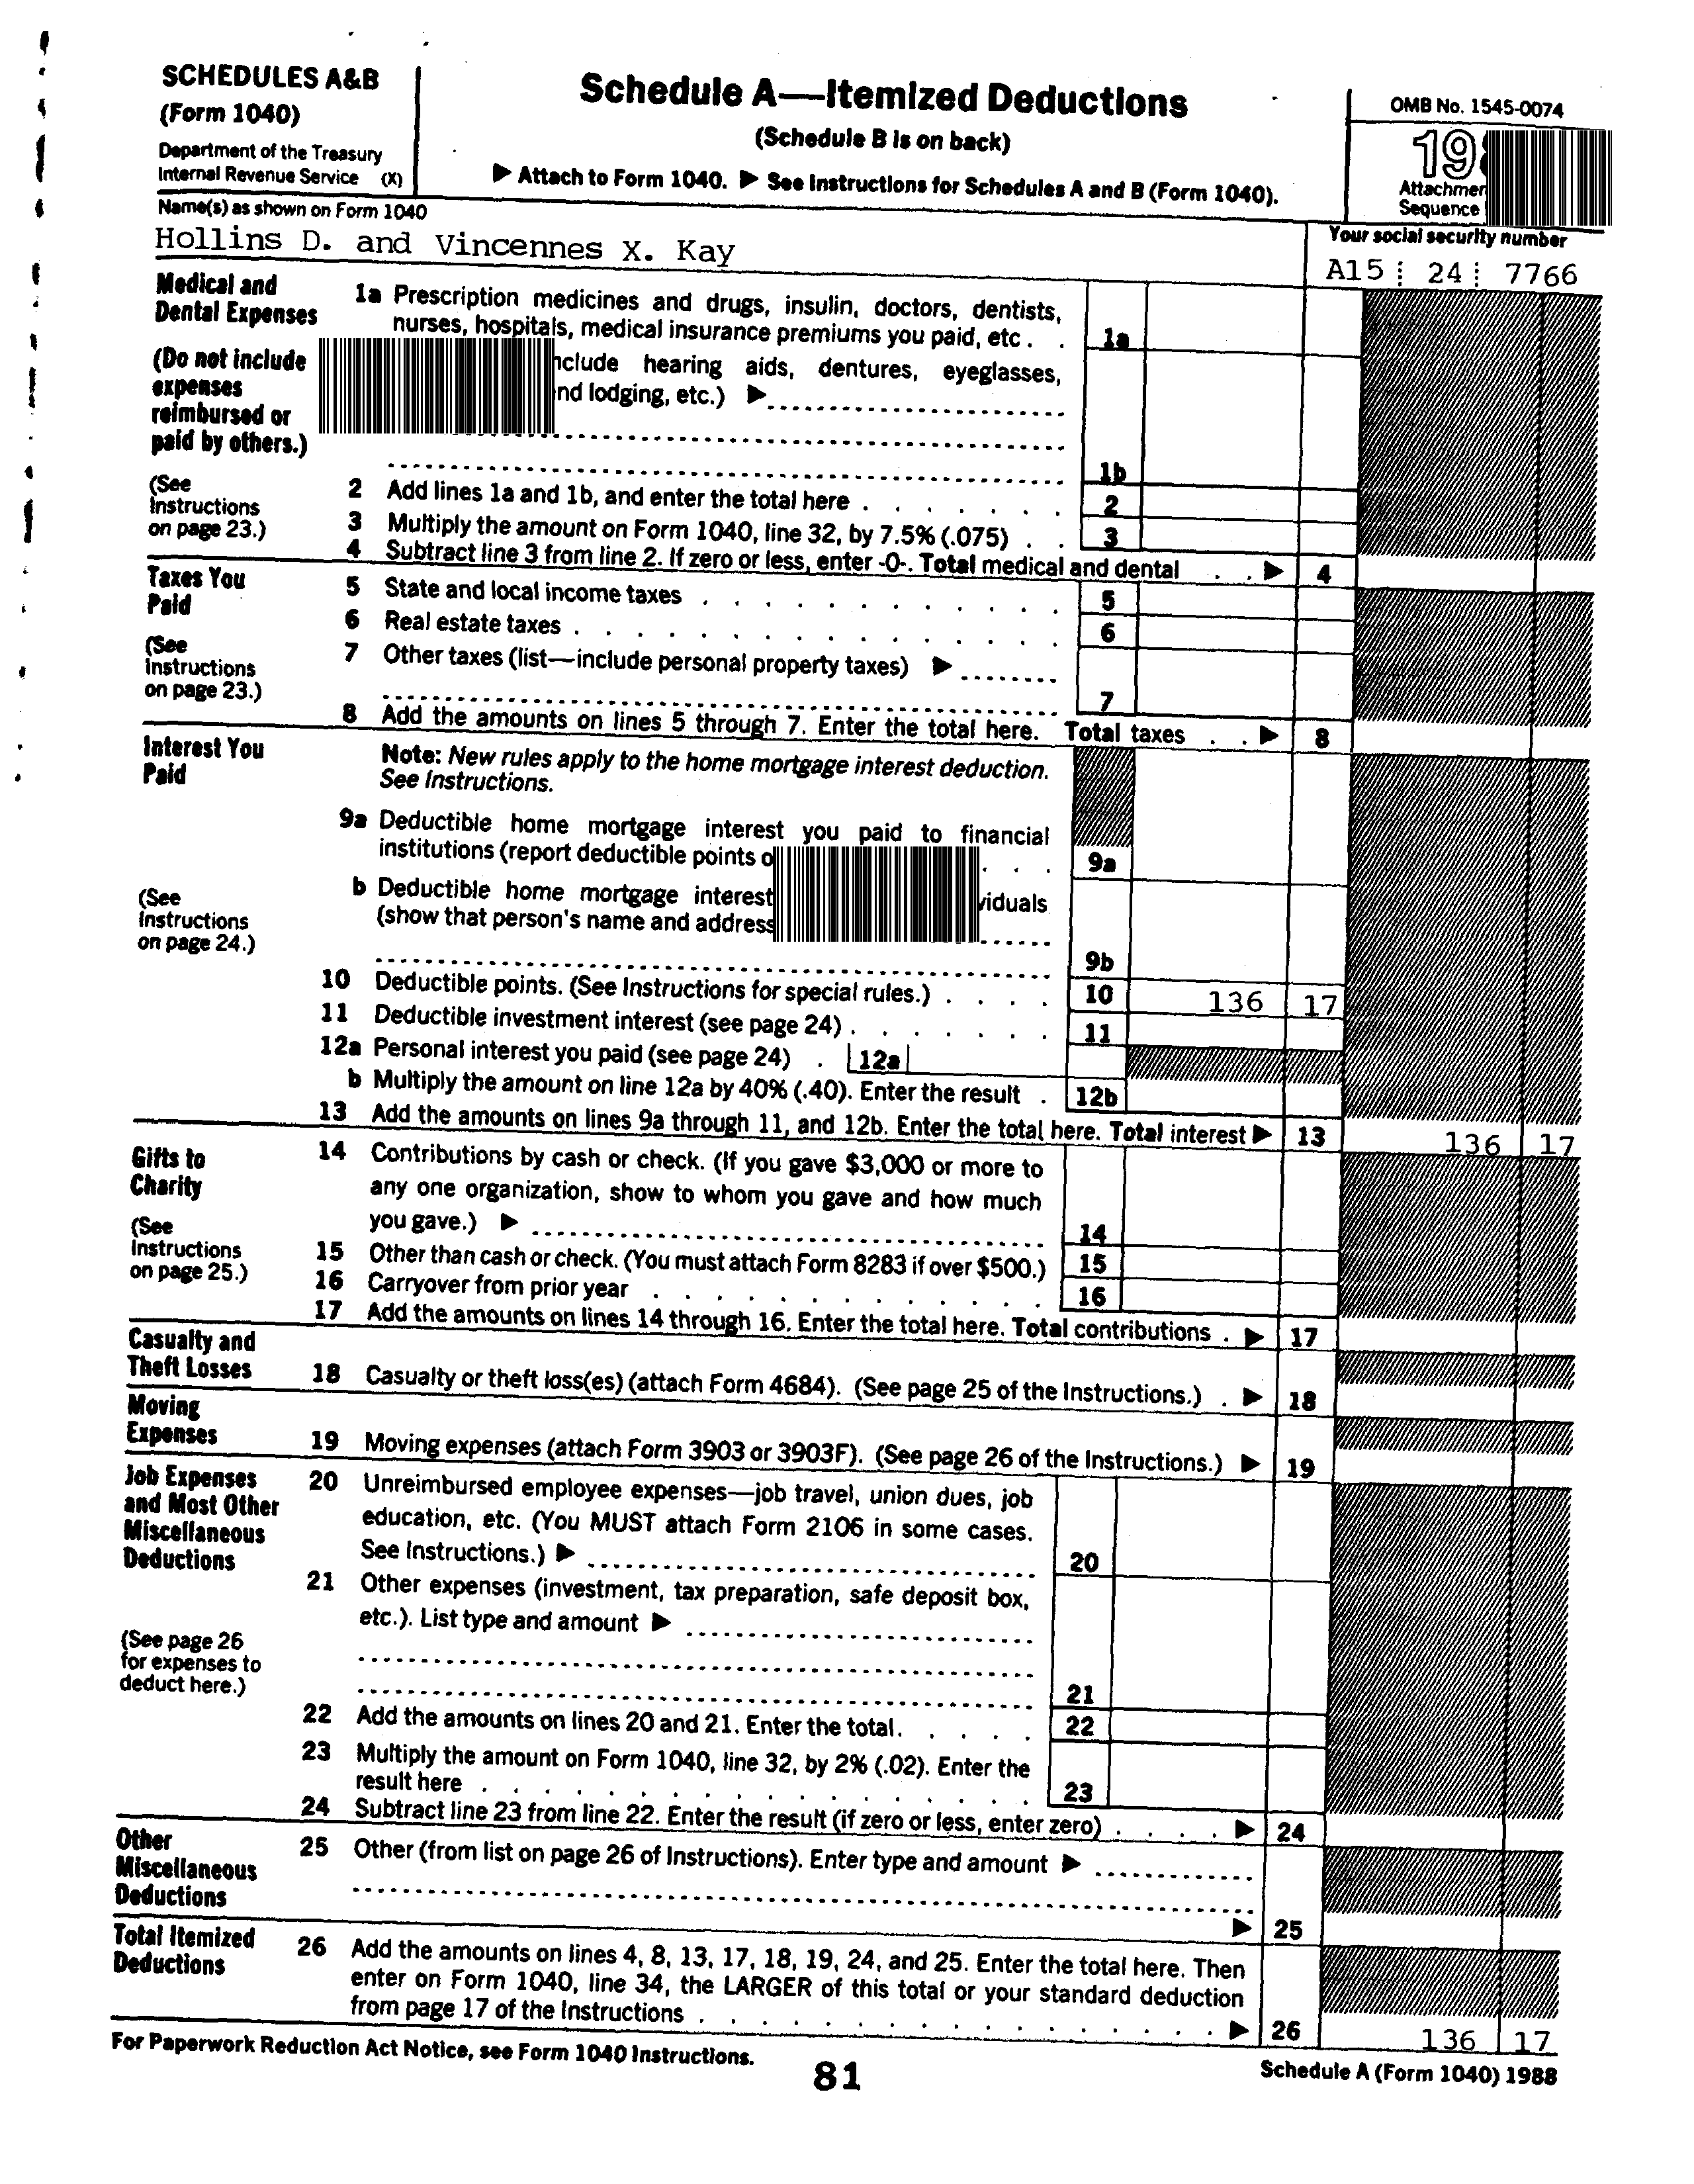 SCHEDULES A&B
(Form 1040)
Department of the Treasury
Internal Revenue Service (X)
Schedule A—Itemized Deductions
(Schedule B is on back)
▶ Attach to Form 1040. ▶ See Instructions for Schedules A and B (Form 1040).
OMB No. 1545-0074
19
Attachmen
Sequence
Name(s) as shown on Form 1040
Your social security number
Hollins D. and Vincennes X. Kay
A15 24 7766
Medical and
Dental Expenses
(Do not include
expenses
reimbursed or
paid by others.)
(See
Instructions
on page 23.)
1a Prescription medicines and drugs, insulin, doctors, dentists,
nurses, hospitals, medical insurance premiums you paid, etc . . 1a
nclude hearing aids, dentures, eyeglasses,
nd lodging, etc.) ▶
1b
2 Add lines 1a and 1b, and enter the total here . . . . . . . 2
3 Multiply the amount on Form 1040, line 32, by 7.5% (.075) . . 3
4 Subtract line 3 from line 2. If zero or less, enter -0-. Total medical and dental . . ▶ 4
Taxes You
Paid
(See
Instructions
on page 23.)
5 State and local income taxes . . . . . . . . . . . . 5
6 Real estate taxes . . . . . . . . . . . . . . . . 6
7 Other taxes (list—include personal property taxes) ▶
7
8 Add the amounts on lines 5 through 7. Enter the total here. Total taxes . . ▶ 8
Interest You
Paid
(See
Instructions
on page 24.)
Note: New rules apply to the home mortgage interest deduction.
See Instructions.
9a Deductible home mortgage interest you paid to financial
institutions (report deductible points o . . . 9a
b Deductible home mortgage interest viduals
(show that person's name and address
9b
10 Deductible points. (See Instructions for special rules.) . . . . 10 136 17
11 Deductible investment interest (see page 24) . . . . . . . 11
12a Personal interest you paid (see page 24) . 12a
b Multiply the amount on line 12a by 40% (.40). Enter the result . 12b
13 Add the amounts on lines 9a through 11, and 12b. Enter the total here. Total interest ▶ 13 136 17
Gifts to
Charity
(See
Instructions
on page 25.)
14 Contributions by cash or check. (If you gave $3,000 or more to
any one organization, show to whom you gave and how much
you gave.) ▶ 14
15 Other than cash or check. (You must attach Form 8283 if over $500.) 15
16 Carryover from prior year . . . . . . . . . . . . . . 16
17 Add the amounts on lines 14 through 16. Enter the total here. Total contributions . ▶ 17
Casualty and
Theft Losses
18 Casualty or theft loss(es) (attach Form 4684). (See page 25 of the Instructions.) . ▶ 18
Moving
Expenses
19 Moving expenses (attach Form 3903 or 3903F). (See page 26 of the Instructions.) ▶ 19
Job Expenses
and Most Other
Miscellaneous
Deductions
(See page 26
for expenses to
deduct here.)
20 Unreimbursed employee expenses—job travel, union dues, job
education, etc. (You MUST attach Form 2106 in some cases.
See Instructions.) ▶ 20
21 Other expenses (investment, tax preparation, safe deposit box,
etc.). List type and amount ▶
21
22 Add the amounts on lines 20 and 21. Enter the total. . . . . 22
23 Multiply the amount on Form 1040, line 32, by 2% (.02). Enter the
result here . . . . . . . . . . . . . . . . . . 23
24 Subtract line 23 from line 22. Enter the result (if zero or less, enter zero) . . . . ▶ 24
Other
Miscellaneous
Deductions
25 Other (from list on page 26 of Instructions). Enter type and amount ▶
▶ 25
Total Itemized
Deductions
26 Add the amounts on lines 4, 8, 13, 17, 18, 19, 24, and 25. Enter the total here. Then
enter on Form 1040, line 34, the LARGER of this total or your standard deduction
from page 17 of the Instructions . . . . . . . . . . . . . . . . ▶ 26 136 17
For Paperwork Reduction Act Notice, see Form 1040 Instructions.
81
Schedule A (Form 1040) 1988